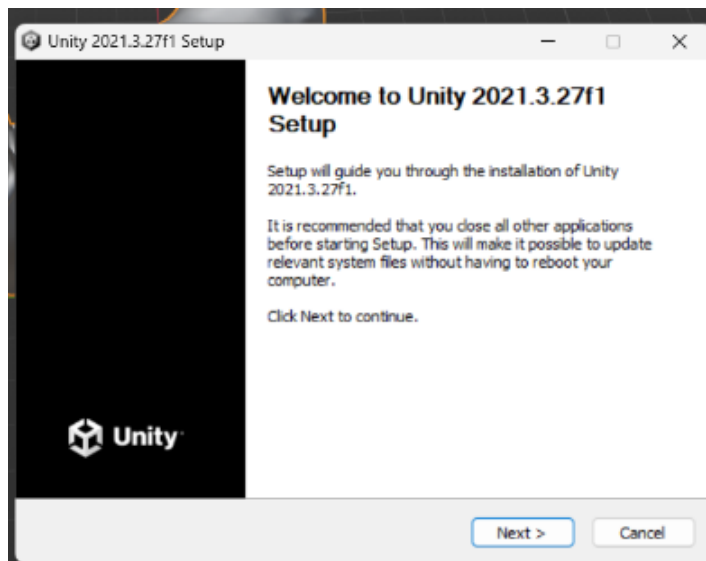 Unity 2021.3.27f1 Setup
Welcome to Unity 2021.3.27f1
Setup
Setup will guide you through the installation of Unity
2021.3.27f1.
It is recommended that you close all other applications
before starting Setup. This will make it possible to update
relevant system files without having to reboot your
computer.
Click Next to continue.
Unity
Next >
Cancel